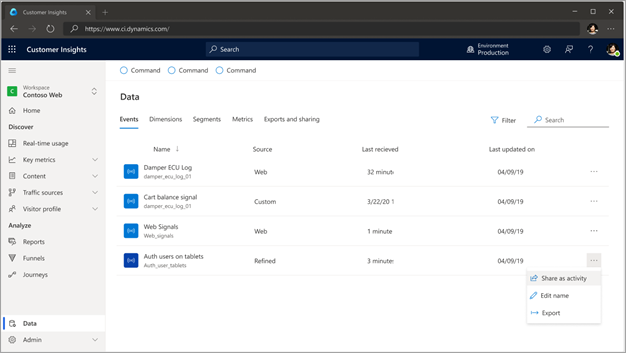 Customer Insights
https://www.ci.dynamics.com/
Customer Insights
Search
Environment
Production
Command Command Command
Workspace
C Contoso Web
Home
Discover
Real-time usage
Key metrics
Content
Traffic sources
Visitor profile
Analyze
Reports
Funnels
Journeys
Data
Admin
Data
Events Dimensions Segments Metrics Exports and sharing
Filter Search
Name ↓ Source Last recieved Last updated on
Damper ECU Log
damper_ecu_log_01
Web 32 minute 04/09/19
Cart balance signal
damper_ecu_log_01
Custom 3/22/20 04/09/19
Web Signals
Web_signals
Web 1 minute 04/09/19
Auth users on tablets
Auth_user_tablets
Refined 3 minutes 04/09/19
Share as activity
Edit name
Export